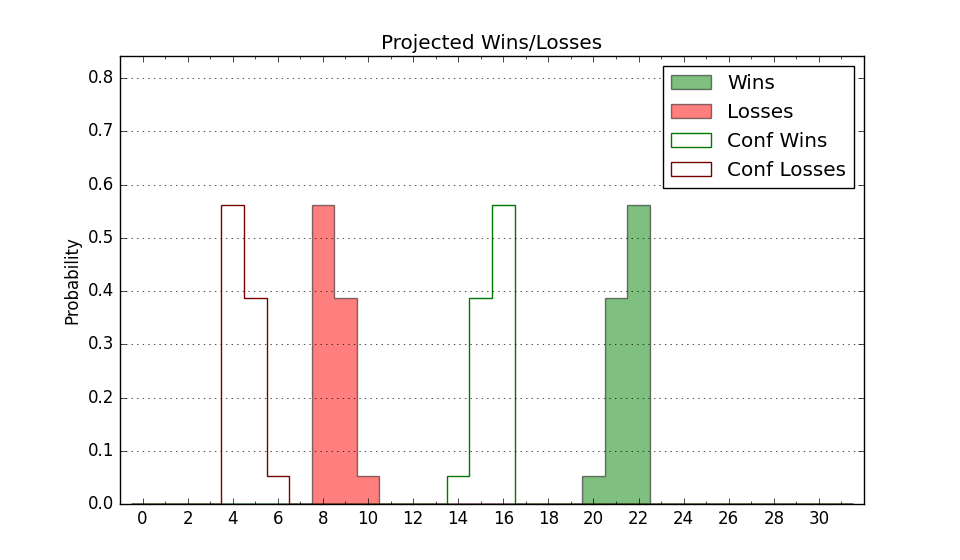 Projected Wins/Losses
Wins
Losses
Conf Wins
Conf Losses
Probability
0.8
0.7
0.6
0.5
0.4
0.3
0.2
0.1
0.0
0 2 4 6 8 10 12 14 16 18 20 22 24 26 28 30